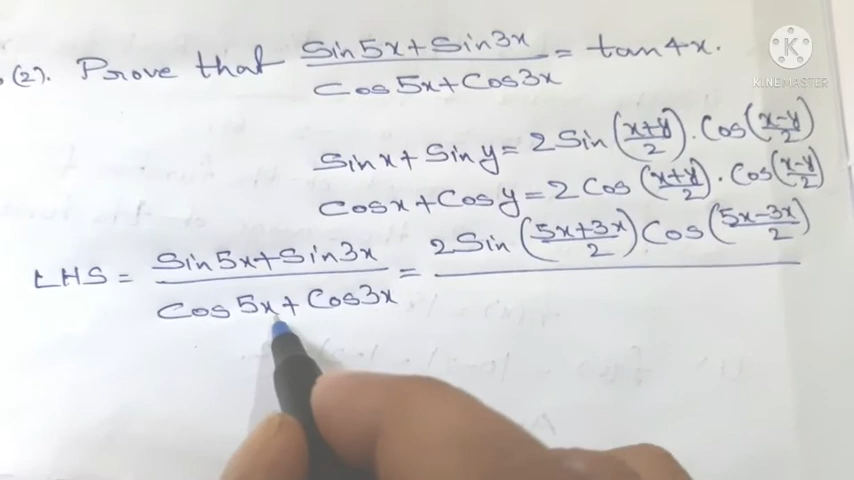 (2). Prove that (Sin5x+Sin3x)/(Cos5x+Cos3x) = tan4x.
K
KINEMASTER
Sinx+Siny=2Sin((x+y)/2).Cos((x-y)/2)
Cosx+Cosy=2Cos((x+y)/2).Cos((x-y)/2)
LHS = (Sin5x+Sin3x)/(Cos5x+Cos3x) = 2Sin((5x+3x)/2)Cos((5x-3x)/2)